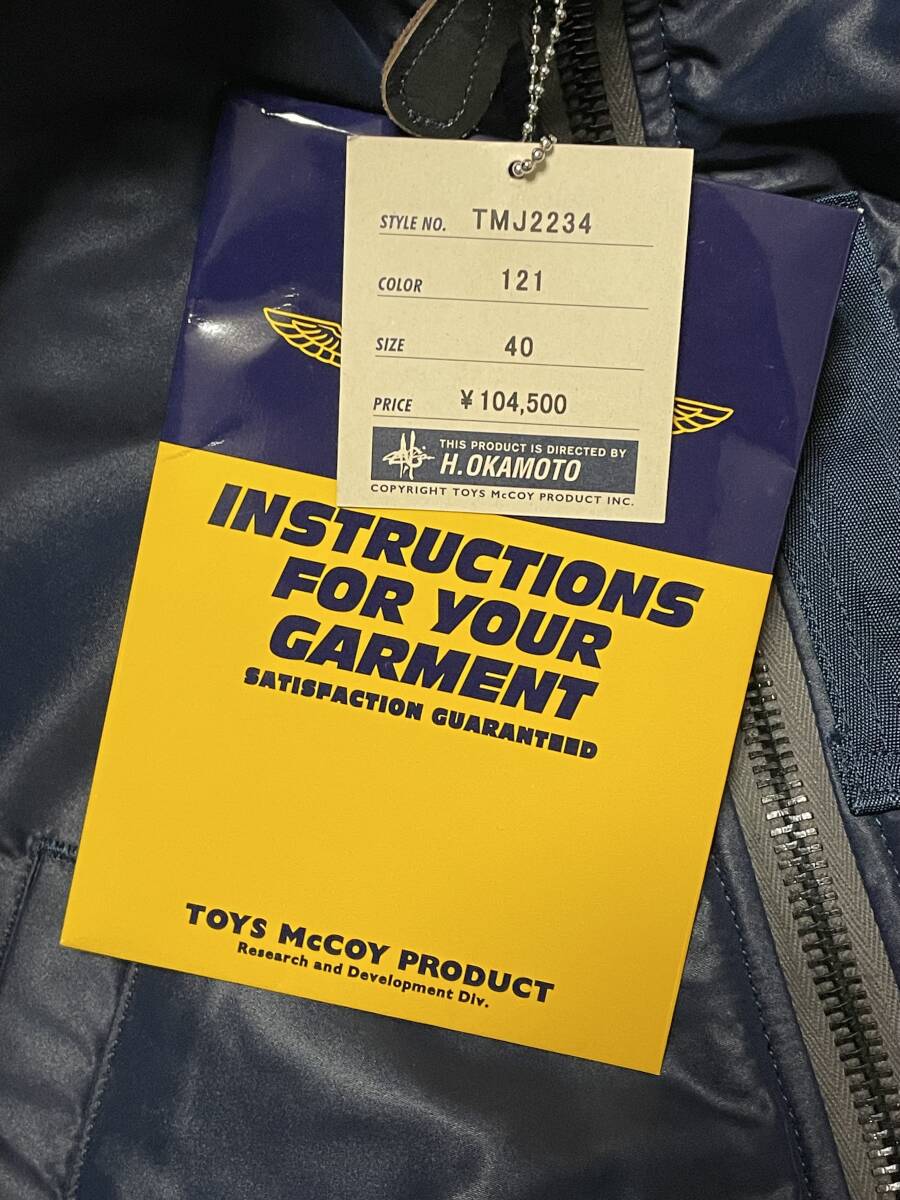 STYLE NO. TMJ2234
COLOR 121
SIZE 40
PRICE ¥104,500
THIS PRODUCT IS DIRECTED BY
H.OKAMOTO
COPYRIGHT TOYS McCOY PRODUCT INC.
INSTRUCTIONS
FOR YOUR
GARMENT
SATISFACTION GUARANTEED
TOYS McCOY PRODUCT
Research and Development Div.